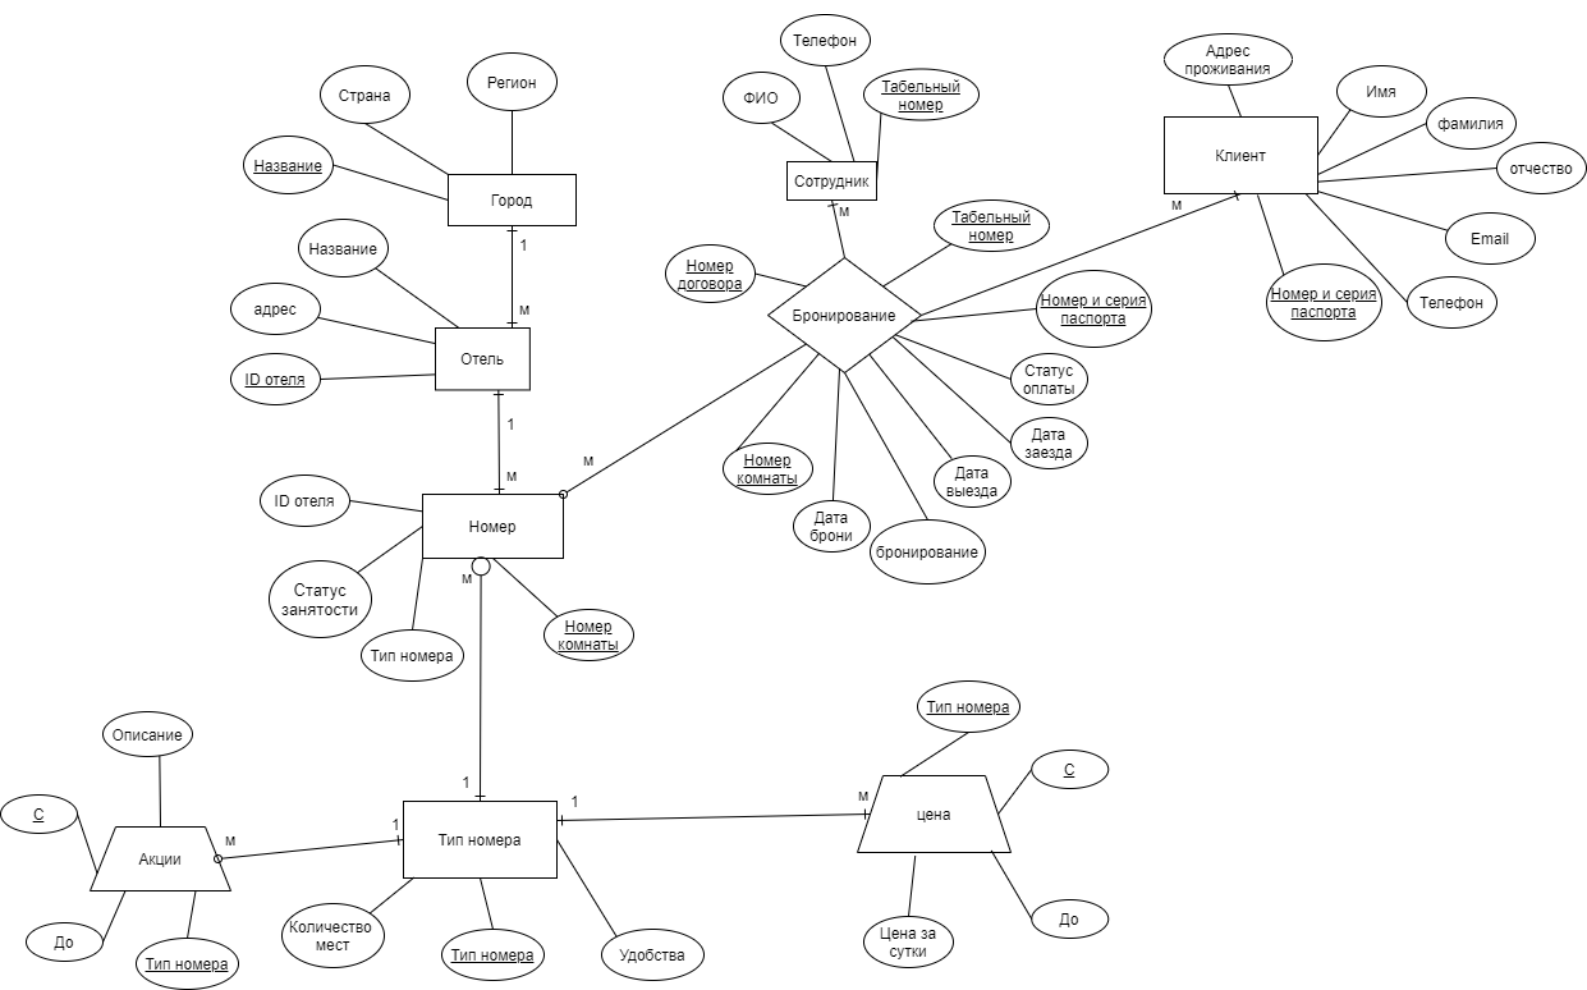 Телефон
Адрес
проживания
Регион
Страна
ФИО
Табельный
номер
Имя
фамилия
Название
Сотрудник
Клиент
отчество
Город
м
м
Табельный
номер
1
Название
Номер
договора
Email
адрес
м
Бронирование
Номер и серия
паспорта
Номер и серия
паспорта
Телефон
Отель
ID отеля
Статус
оплаты
1
Дата
заезда
м
м
Номер
комнаты
Дата
выезда
ID отеля
Номер
Дата
брони
бронирование
м
Статус
занятости
Номер
комнаты
Тип номера
Тип номера
Описание
С
1
1
м
С
1
м
Акции
Тип номера
цена
До
Тип номера
Количество
мест
Тип номера
Удобства
Цена за
сутки
До